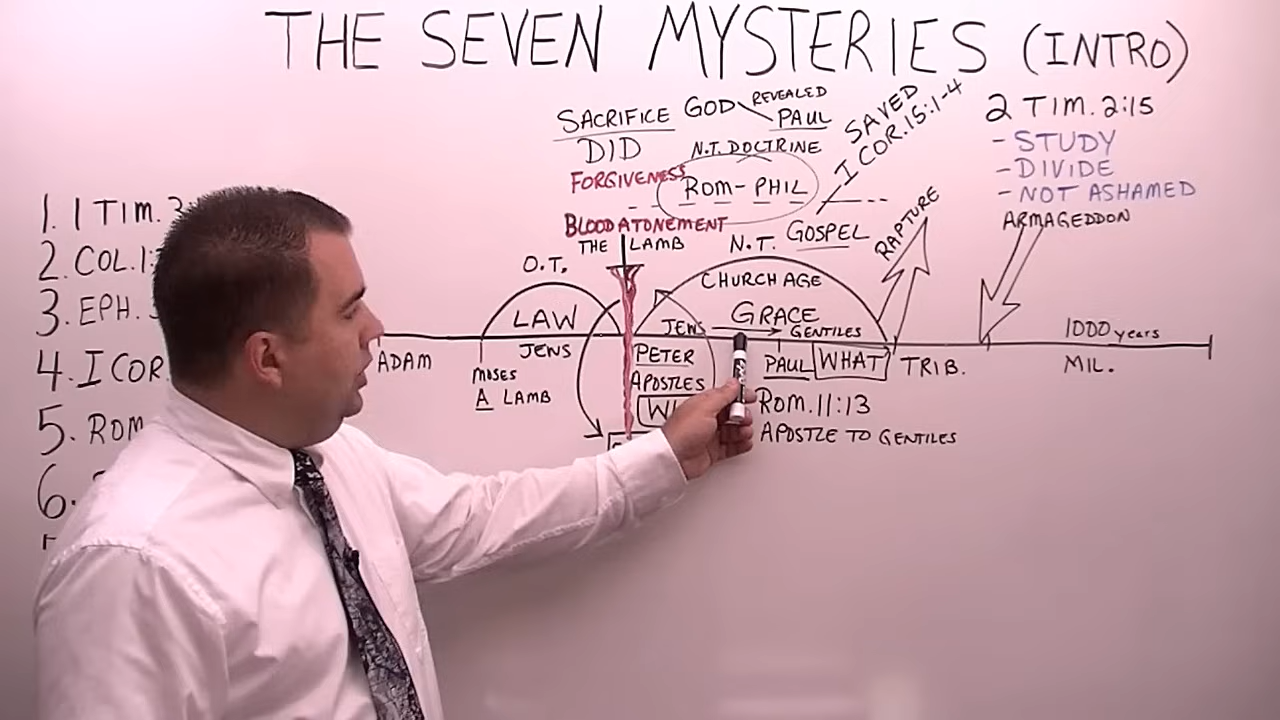 THE SEVEN MYSTERIES (INTRO)
SACRIFICE
DID
FORGIVENESS
BLOOD ATONEMENT
THE LAMB
GOD REVEALED
PAUL
N.T. DOCTRINE
ROM-PHIL
N.T. GOSPEL
SAVED
I COR. 15:1-4
RAPTURE
2 TIM. 2:15
- STUDY
- DIVIDE
- NOT ASHAMED
ARMAGEDDON
1. 1 TIM. 3
2. COL. 1:
3. EPH.
4. I COR.
5. ROM
6.
O.T.
LAW
JEWS
ADAM
MOSES
A LAMB
CHURCH AGE
GRACE
JEWS
GENTILES
PETER
APOSTLES
PAUL
WHAT
ROM. 11:13
APOSTLE TO GENTILES
TRIB.
1000 years
MIL.